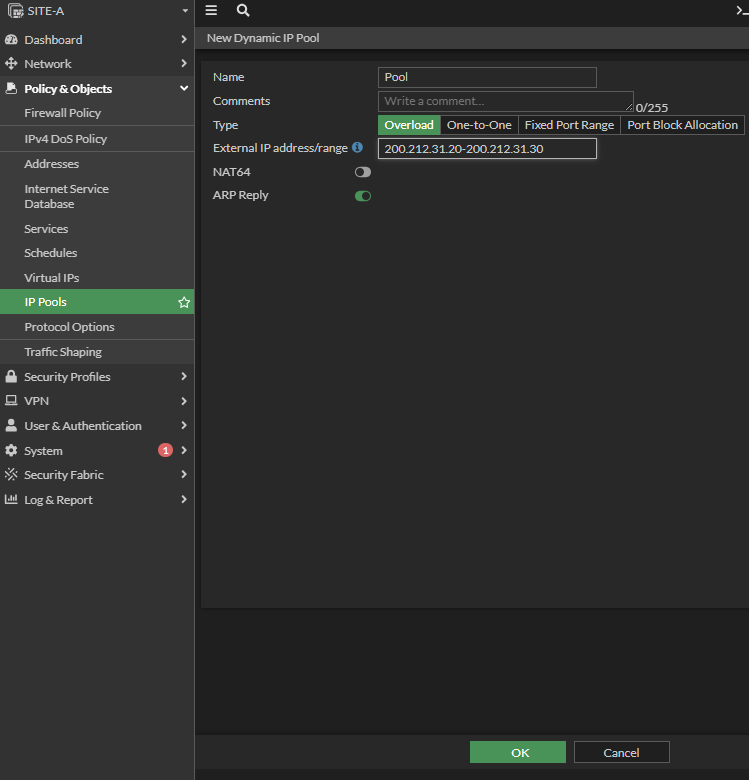 SITE-A
Dashboard
Network
Policy & Objects
Firewall Policy
IPv4 DoS Policy
Addresses
Internet Service
Database
Services
Schedules
Virtual IPs
IP Pools
Protocol Options
Traffic Shaping
Security Profiles
VPN
User & Authentication
System 1
Security Fabric
Log & Report
New Dynamic IP Pool
Name Pool
Comments Write a comment... 0/255
Type Overload One-to-One Fixed Port Range Port Block Allocation
External IP address/range 200.212.31.20-200.212.31.30
NAT64
ARP Reply
OK Cancel